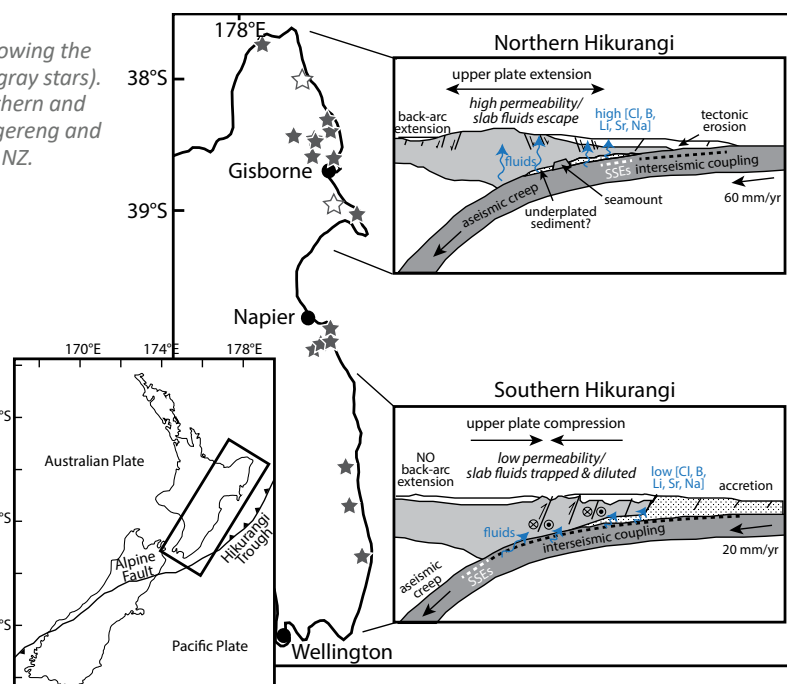 owing the
gray stars).
thern and
gereng and
NZ.
178°E
38°S
Gisborne
39°S
Napier
Wellington
Northern Hikurangi
upper plate extension
back-arc
extension
high permeability/
slab fluids escape
high [Cl, B,
Li, Sr, Na]
tectonic
erosion
fluids
SSEs
interseismic coupling
seamount
underplated
sediment?
aseismic creep
60 mm/yr
Southern Hikurangi
upper plate compression
NO
back-arc
extension
low permeability/
slab fluids trapped & diluted
low [Cl, B,
Li, Sr, Na]
accretion
fluids
interseismic coupling
20 mm/yr
SSEs
aseismic
creep
170°E
174°E
178°E
°S
°S
°S
Australian Plate
Hikurangi
Trough
Alpine
Fault
Pacific Plate